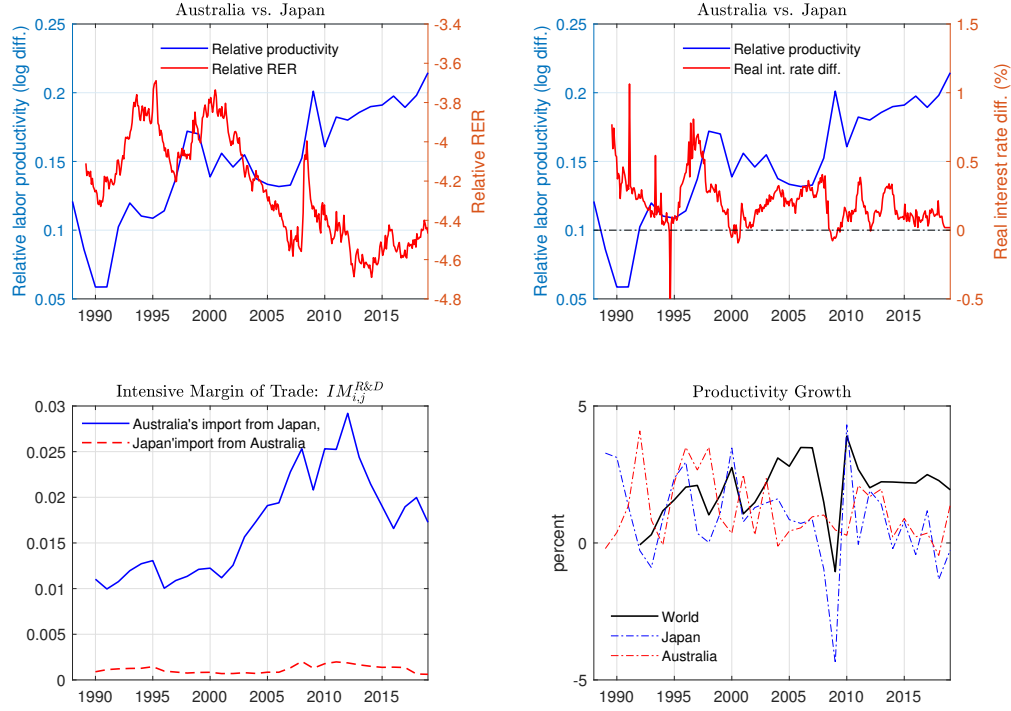 Australia vs. Japan
Relative labor productivity (log diff.)
0.25
0.2
0.15
0.1
0.05
Relative productivity
Relative RER
-3.4
-3.6
-3.8
-4
-4.2
-4.4
-4.6
-4.8
Relative RER
1990 1995 2000 2005 2010 2015
Australia vs. Japan
Relative labor productivity (log diff.)
0.25
0.2
0.15
0.1
0.05
Relative productivity
Real int. rate diff.
1.5
1
0.5
0
-0.5
Real interest rate diff. (%)
1990 1995 2000 2005 2010 2015
Intensive Margin of Trade: $IM_{i,j}^{R\&D}$
0.03
0.025
0.02
0.015
0.01
0.005
0
Australia's import from Japan,
Japan'import from Australia
1990 1995 2000 2005 2010 2015
Productivity Growth
percent
5
0
-5
World
Japan
Australia
1990 1995 2000 2005 2010 2015